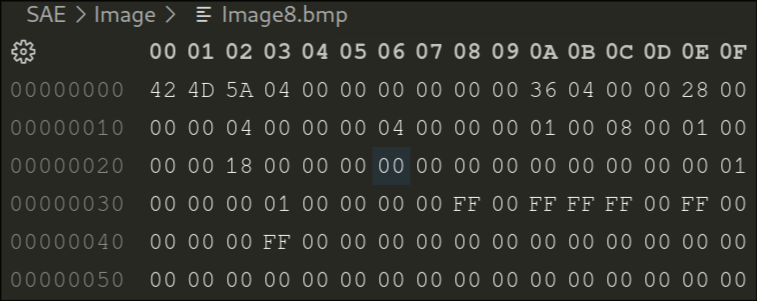 SAE > Image > Image8.bmp
00 01 02 03 04 05 06 07 08 09 0A 0B 0C 0D 0E 0F
00000000 42 4D 5A 04 00 00 00 00 00 00 36 04 00 00 28 00
00000010 00 00 04 00 00 00 04 00 00 00 01 00 08 00 01 00
00000020 00 00 18 00 00 00 00 00 00 00 00 00 00 00 00 01
00000030 00 00 00 01 00 00 00 00 FF 00 FF FF FF 00 FF 00
00000040 00 00 00 FF 00 00 00 00 00 00 00 00 00 00 00 00
00000050 00 00 00 00 00 00 00 00 00 00 00 00 00 00 00 00